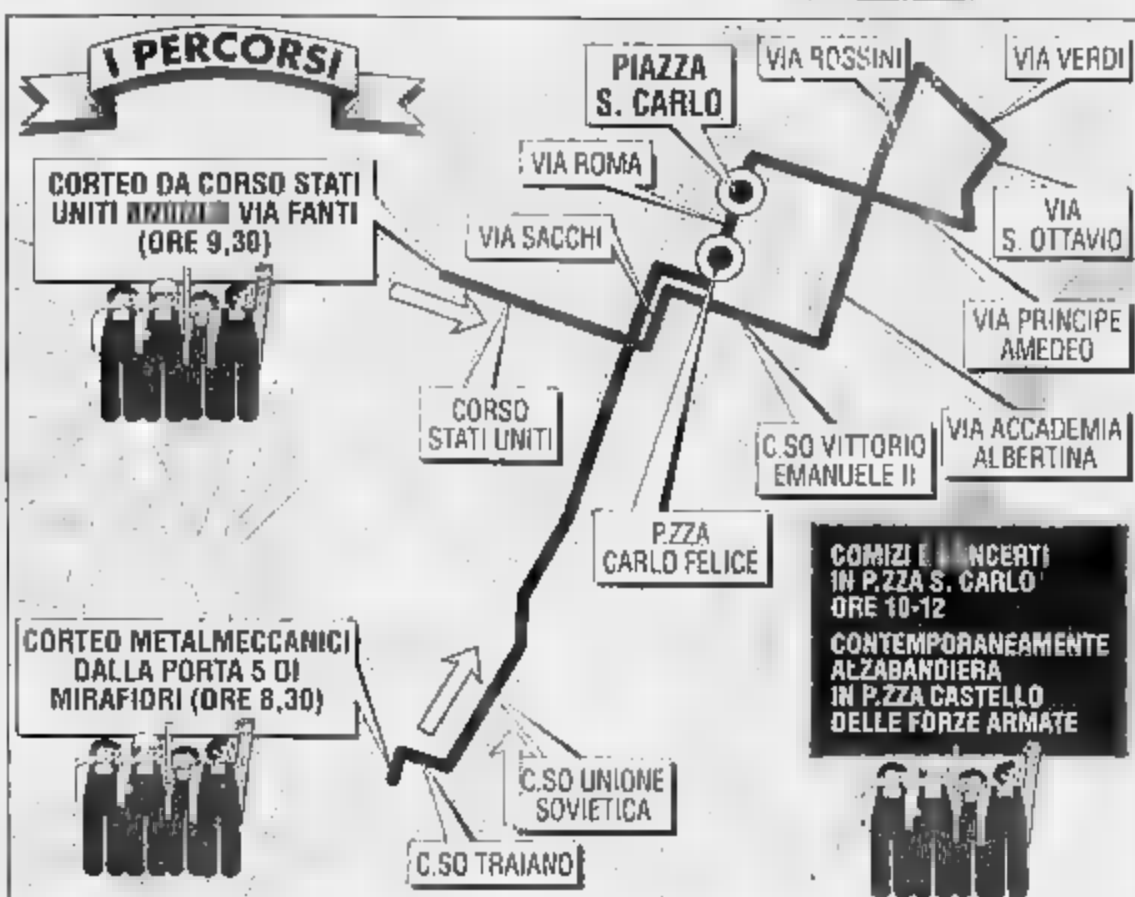 I PERCORSI
CORTEO DA CORSO STATI
UNITI VIA FANTI
(ORE 9,30)
PIAZZA
S. CARLO
VIA ROSSINI
VIA VERDI
VIA ROMA
VIA SACCHI
VIA
S. OTTAVIO
VIA PRINCIPE
AMEDEO
CORSO
STATI UNITI
C.SO VITTORIO
EMANUELE II
VIA ACCADEMIA
ALBERTINA
P.ZZA
CARLO FELICE
COMIZI
IN P.ZZA S. CARLO
ORE 10-12
CONTEMPORANEAMENTE
ALZABANDIERA
IN P.ZZA CASTELLO
DELLE FORZE ARMATE
CORTEO METALMECCANICI
DALLA PORTA 5 DI
MIRAFIORI (ORE 8,30)
C.SO UNIONE
SOVIETICA
C.SO TRAIANO